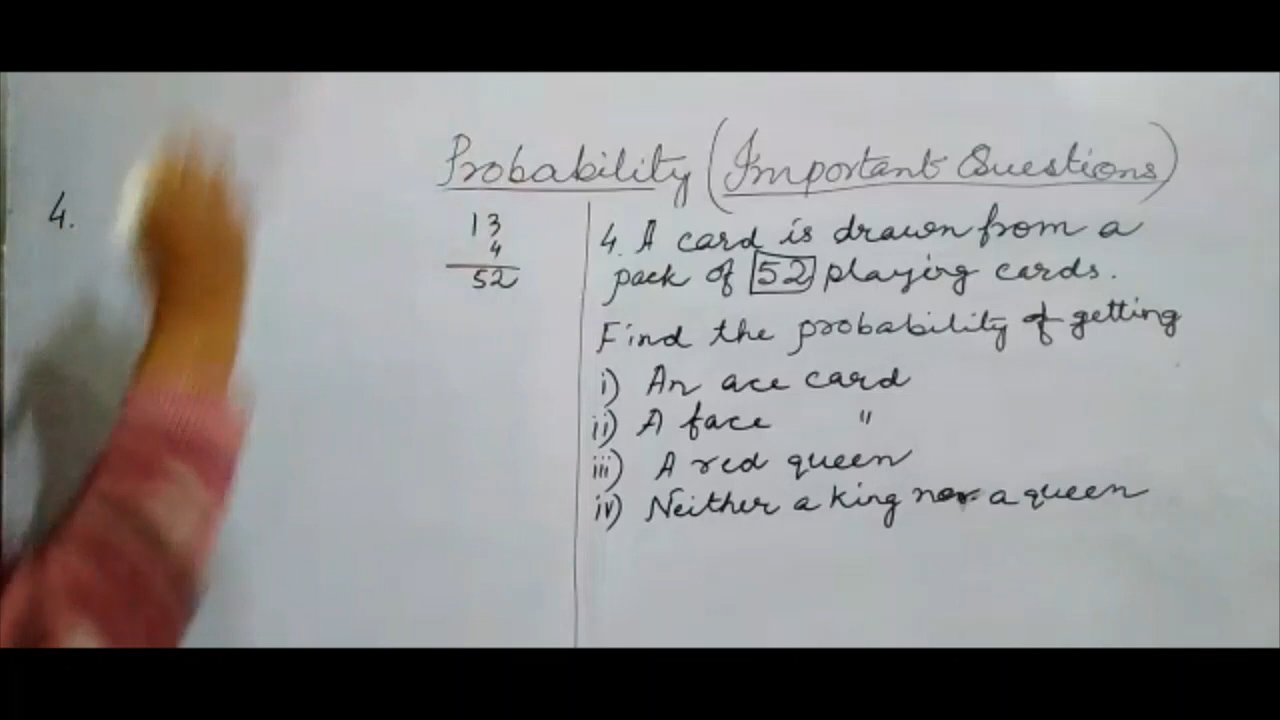 Probability (Important Questions)
4.
13
4
52
4. A card is drawn from a
pack of 52 playing cards.
Find the probability of getting
i) An ace card
ii) A face "
iii) A red queen
iv) Neither a king nor a queen